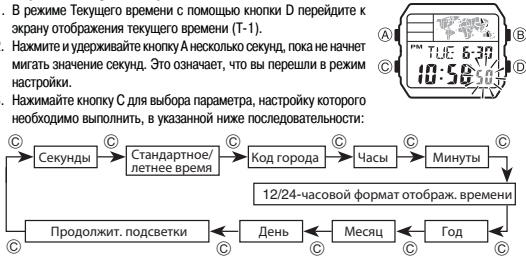 . В режиме Текущего времени с помощью кнопки D перейдите к
экрану отображения текущего времени (Т-1).
. Нажмите и удерживайте кнопку А несколько секунд, пока не начнет
мигать значение секунд. Это означает, что вы перешли в режим
настройки.
. Нажимайте кнопку С для выбора параметра, настройку которого
необходимо выполнить, в указанной ниже последовательности:
A B
PM TUE 6-30
C D
10:58 50
C C C C C C
Секунды Стандартное/ Код города Часы Минуты
летнее время
12/24-часовой формат отображ. времени
Продолжит. подсветки День Месяц Год
C C C C C